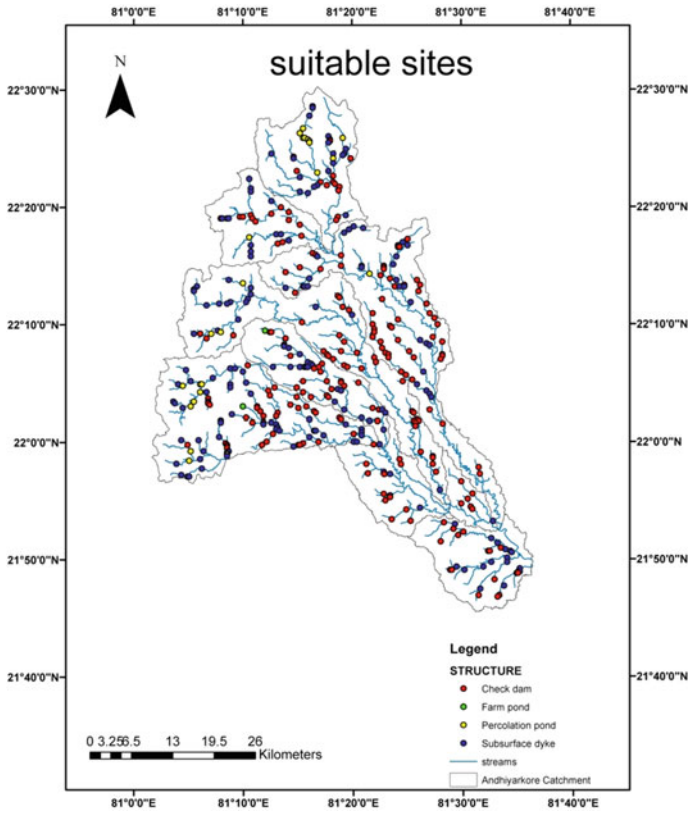 81°0'0"E 81°10'0"E 81°20'0"E 81°30'0"E 81°40'0"E
suitable sites
N
22°30'0"N 22°30'0"N
22°20'0"N 22°20'0"N
22°10'0"N 22°10'0"N
22°0'0"N 22°0'0"N
21°50'0"N 21°50'0"N
21°40'0"N 21°40'0"N
Legend
STRUCTURE
Check dam
Farm pond
Percolation pond
Subsurface dyke
streams
Andhiyarkore Catchment
0 3.256.5 13 19.5 26
Kilometers
81°0'0"E 81°10'0"E 81°20'0"E 81°30'0"E 81°40'0"E